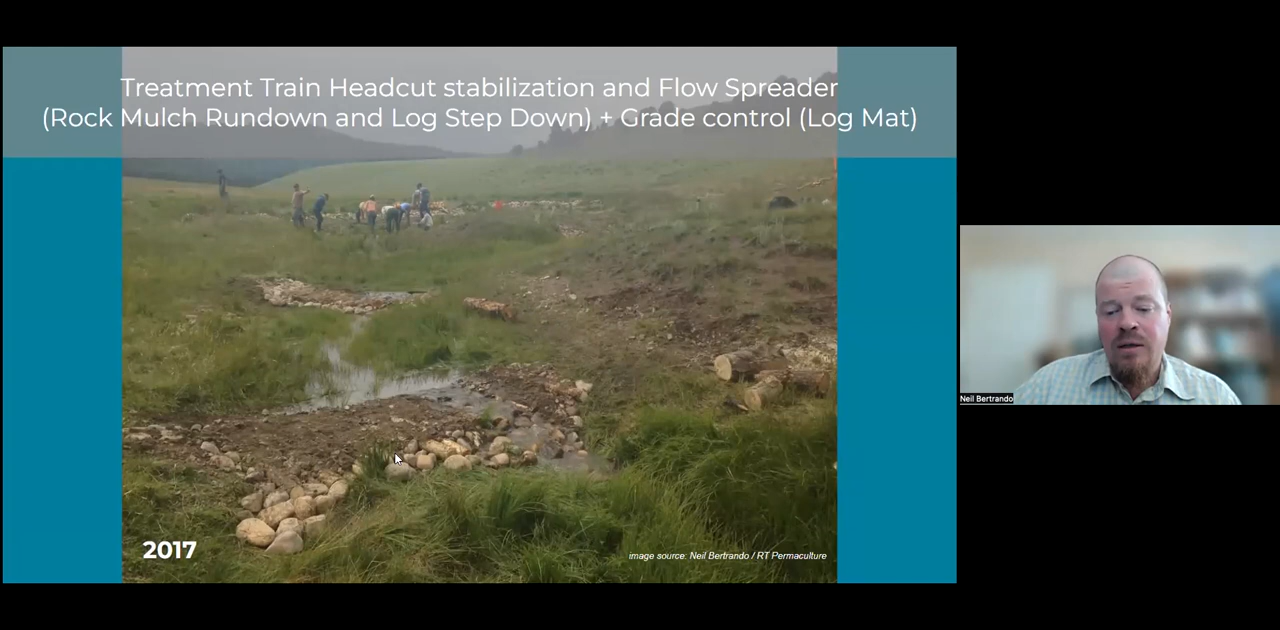 Treatment Train Headcut stabilization and Flow Spreader
(Rock Mulch Rundown and Log Step Down) + Grade control (Log Mat)
Neil Bertrando
2017
image source: Neil Bertrando / RT Permaculture